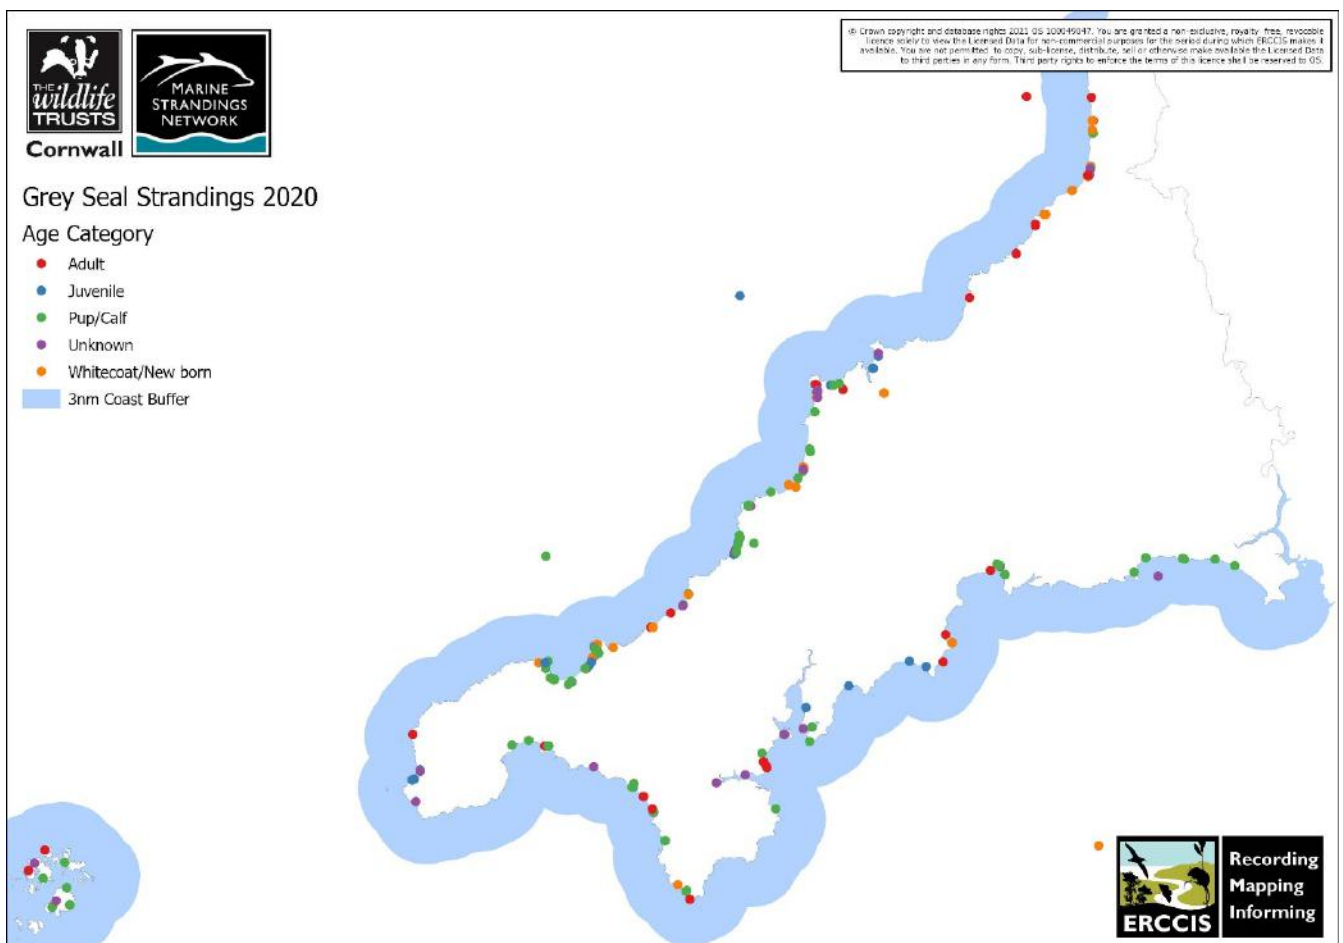 © Crown copyright and database rights 2021 OS 100049047. You are granted a non-exclusive, royalty free, revocable
licence solely to view the Licensed Data for non-commercial purposes for the period during which ERCCIS makes it
available. You are not permitted to copy, sub-license, distribute, sell or otherwise make available the Licensed Data
to third parties in any form. Third party rights to enforce the terms of this licence shall be reserved to OS.
THE
wildlife
TRUSTS
Cornwall
MARINE
STRANDINGS
NETWORK
Grey Seal Strandings 2020
Age Category
Adult
Juvenile
Pup/Calf
Unknown
Whitecoat/New born
3nm Coast Buffer
ERCCIS
Recording
Mapping
Informing